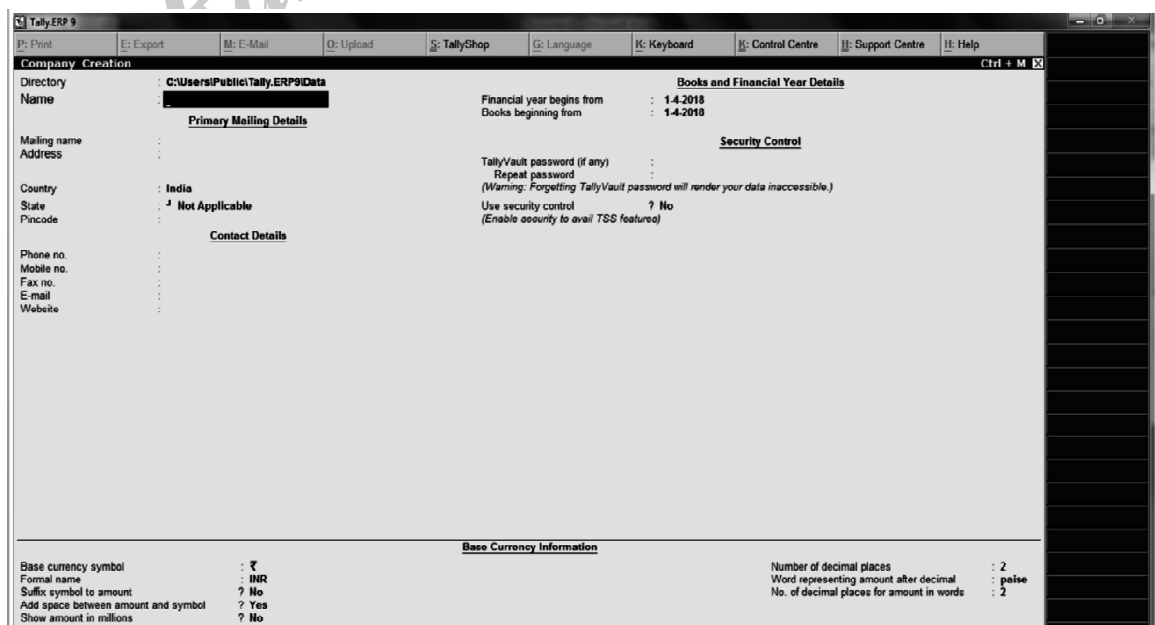 Tally.ERP 9
P: Print E: Export M: E-Mail O: Upload S: TallyShop G: Language K: Keyboard K: Control Centre H: Support Centre H: Help
Company Creation Ctrl + M
Directory : C:\Users\Public\Tally.ERP9\Data
Name :
Primary Mailing Details
Mailing name :
Address :
Country : India
State : Not Applicable
Pincode :
Contact Details
Phone no. :
Mobile no. :
Fax no. :
E-mail :
Website :
Books and Financial Year Details
Financial year begins from : 1-4-2018
Books beginning from : 1-4-2018
Security Control
TallyVault password (if any) :
Repeat password :
(Warning: Forgetting TallyVault password will render your data inaccessible.)
Use security control ? No
(Enable security to avail TSS features)
Base Currency Information
Base currency symbol : ₹
Formal name : INR
Suffix symbol to amount ? No
Add space between amount and symbol ? Yes
Show amount in millions ? No
Number of decimal places : 2
Word representing amount after decimal : paise
No. of decimal places for amount in words : 2